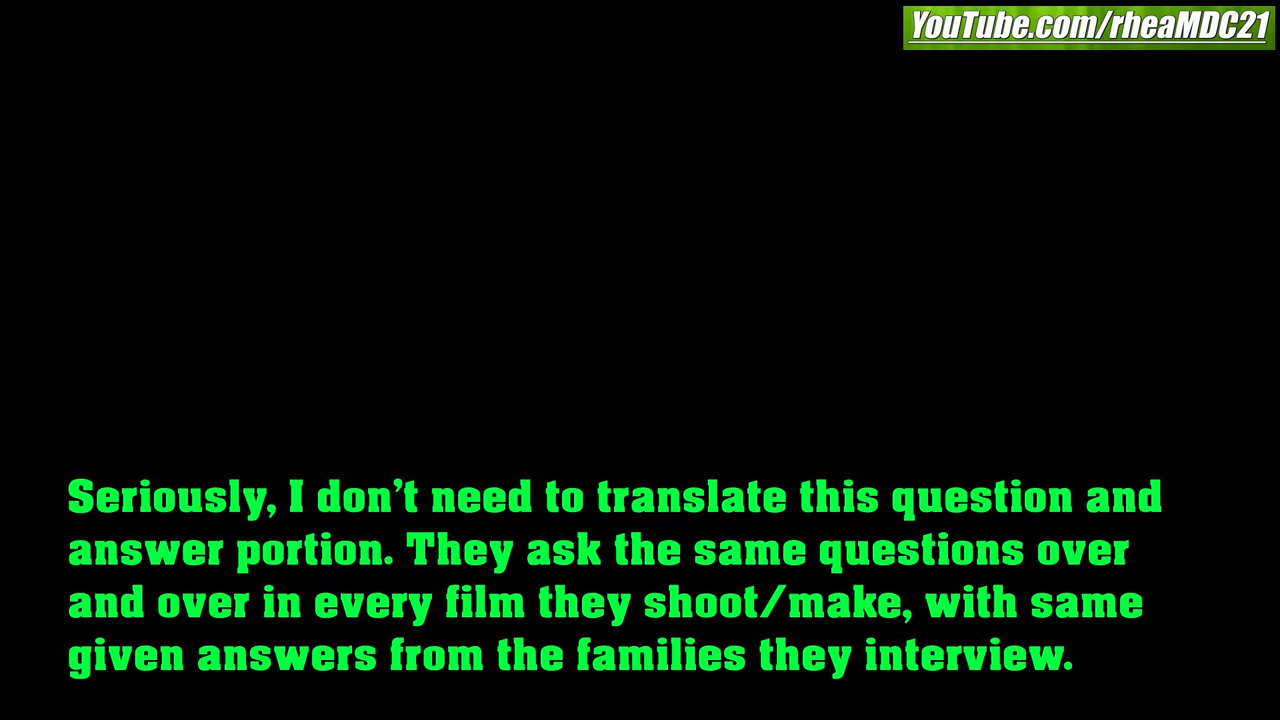 YouTube.com/rheaMDC21
Seriously, I don't need to translate this question and
answer portion. They ask the same questions over
and over in every film they shoot/make, with same
given answers from the families they interview.